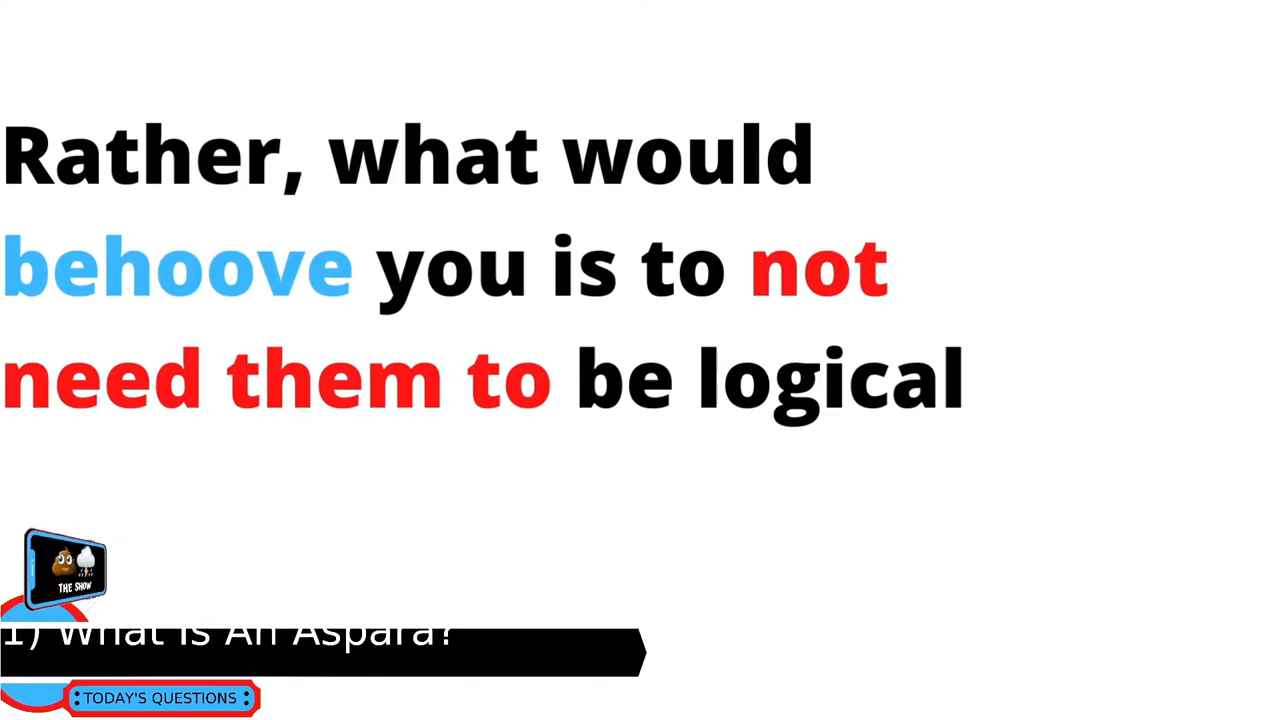 Rather, what would
behoove you is to not
need them to be logical
THE SHOW
1) What Is An Aspara?
TODAY'S QUESTIONS